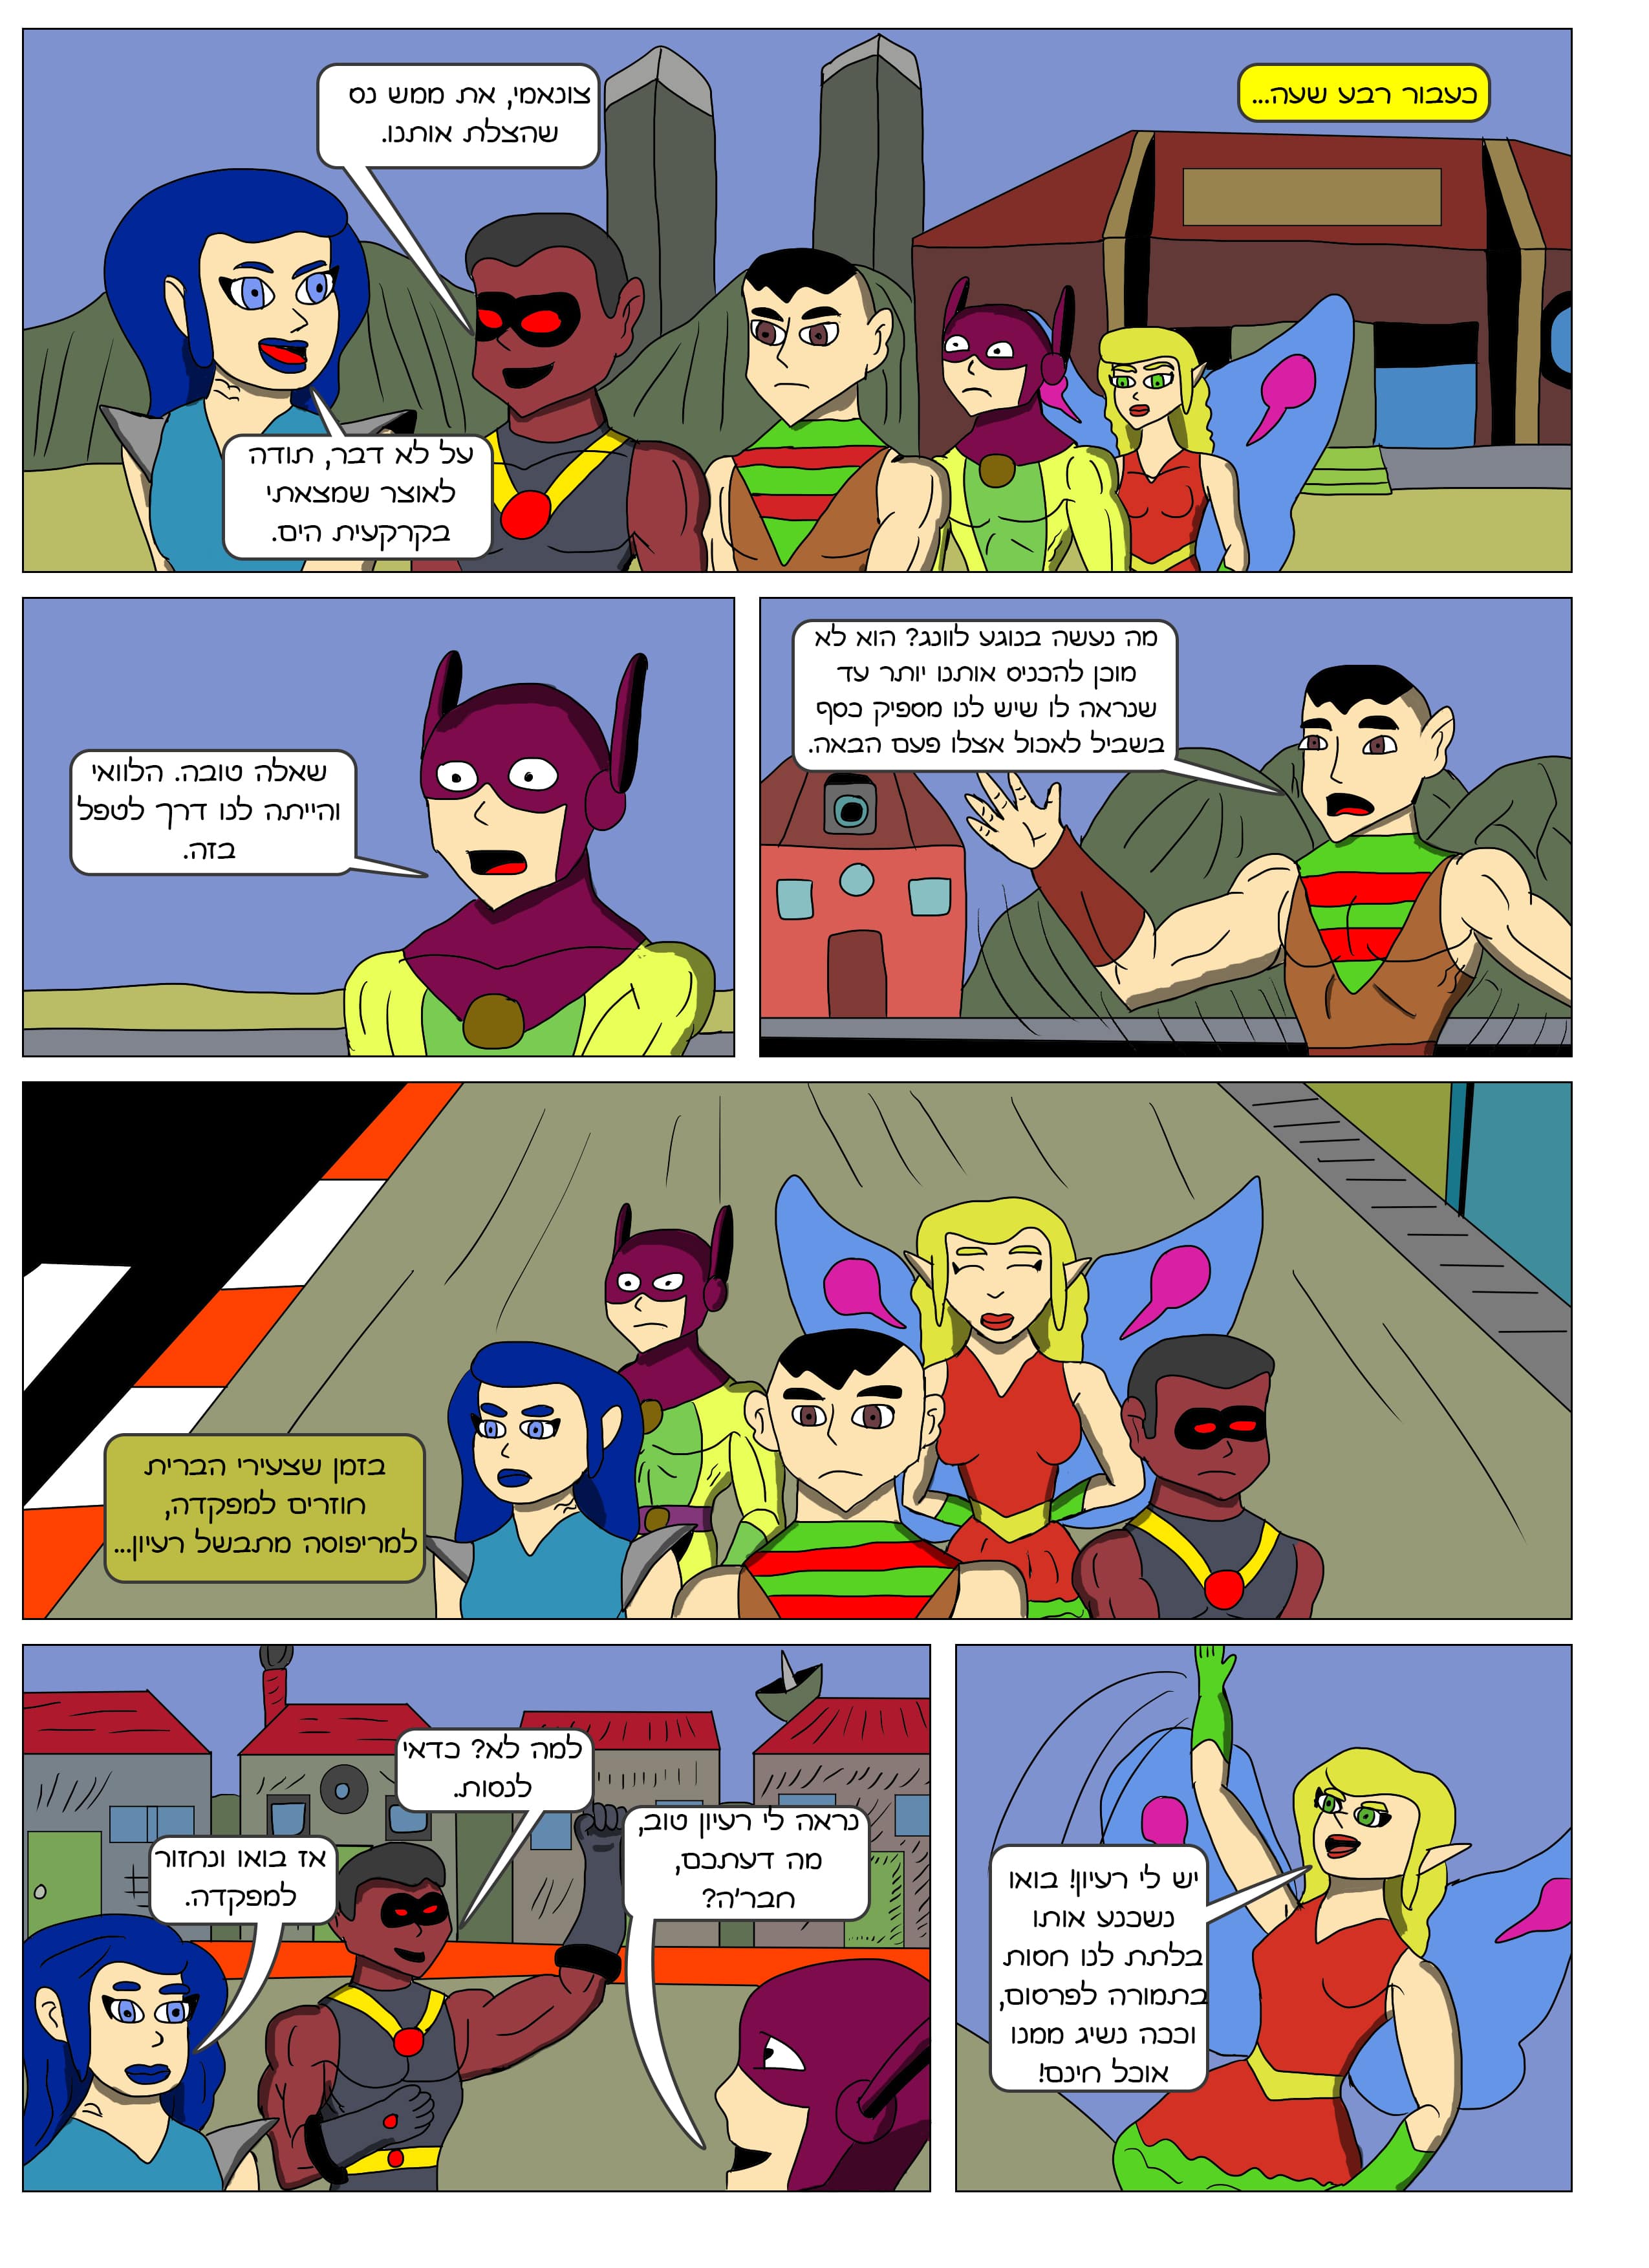 כעבור רבע שעה...
צונאמי, את ממש נס
שהצלת אותנו.
על לא דבר, תודה
לאוצר שמצאתי
בקרקעית הים.
מה נעשה בנוגע לוונג? הוא לא
מוכן להכניס אותנו יותר עד
שנראה לו שיש לנו מספיק כסף
בשביל לאכול אצלו פעם הבאה.
שאלה טובה. הלוואי
והייתה לנו דרך לטפל
בזה.
בזמן שצעירי הברית
חוזרים למפקדה,
למריפוסה מתבשל רעיון...
יש לי רעיון! בואו
נשכנע אותו
בלתת לנו חסות
בתמורה לפרסום,
וככה נשיג ממנו
אוכל חינם!
נראה לי רעיון טוב,
מה דעתכם,
חבר'ה?
למה לא? כדאי
לנסות.
אז בואו ונחזור
למפקדה.